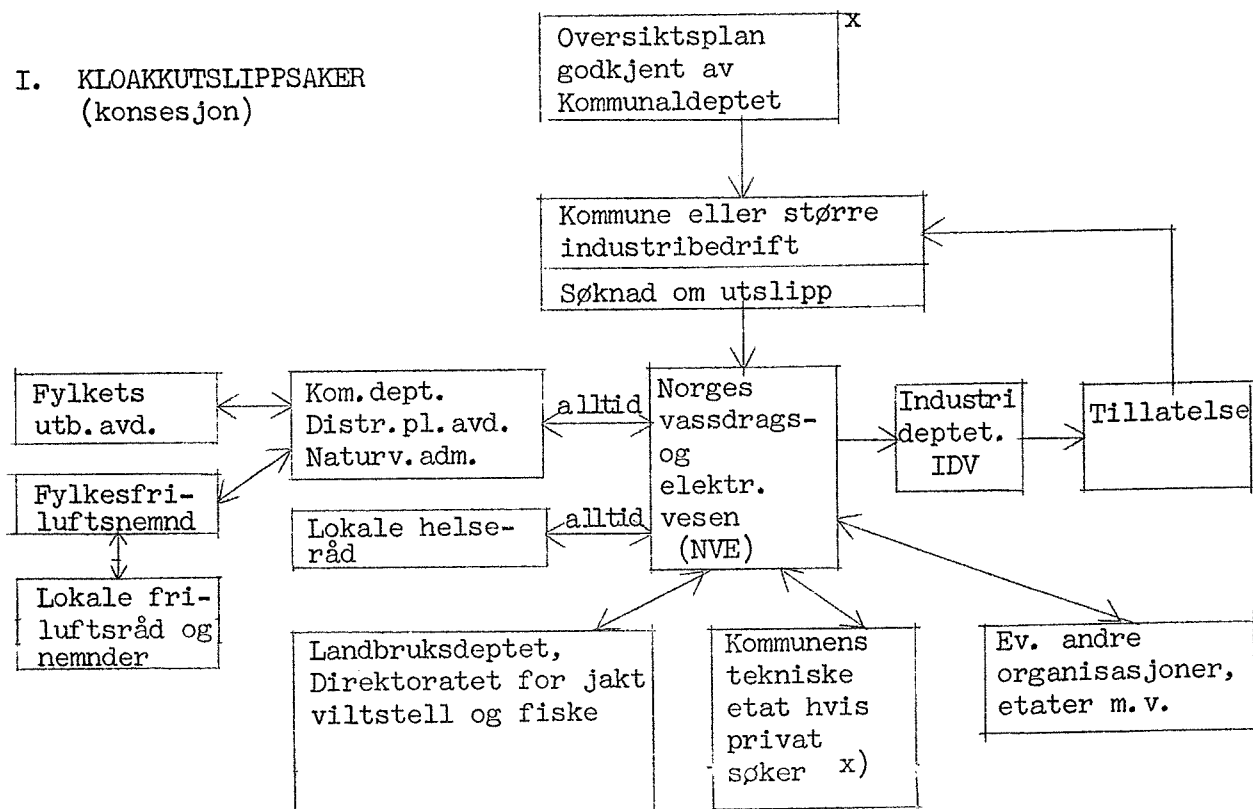 I. KLOAKKUTSLIPPSAKER
(konsesjon)
Oversiktsplan
godkjent av
Kommunaldeptet
x
Kommune eller større
industribedrift
Søknad om utslipp
Fylkets
utb.avd.
Kom.dept.
Distr.pl.avd.
Naturv.adm.
alltid
Norges
vassdrags-
og
elektr.
vesen
(NVE)
Industri
deptet.
IDV
Tillatelse
Fylkesfri-
luftsnemnd
Lokale helse-
råd
alltid
Lokale fri-
luftsråd og
nemnder
Landbruksdeptet,
Direktoratet for jakt
viltstell og fiske
Kommunens
tekniske
etat hvis
privat
søker x)
Ev. andre
organisasjoner,
etater m.v.